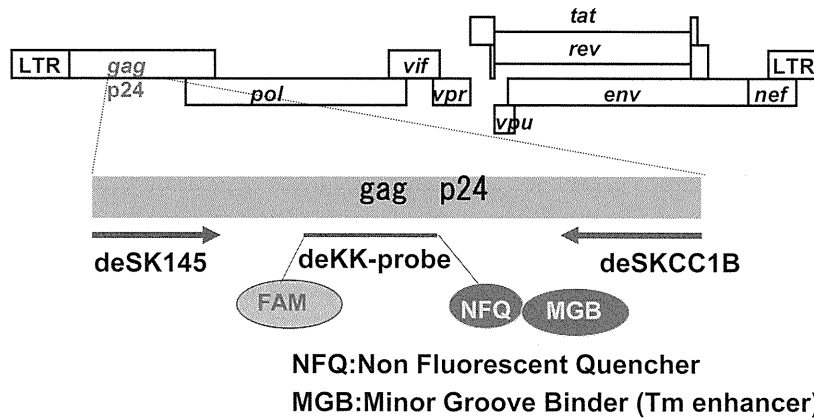 tat
rev
LTR gag vif LTR
p24 pol vpr env nef
vpu
gag p24
deSK145 deKK-probe deSKCC1B
FAM NFQ MGB
NFQ:Non Fluorescent Quencher
MGB:Minor Groove Binder (Tm enhancer)